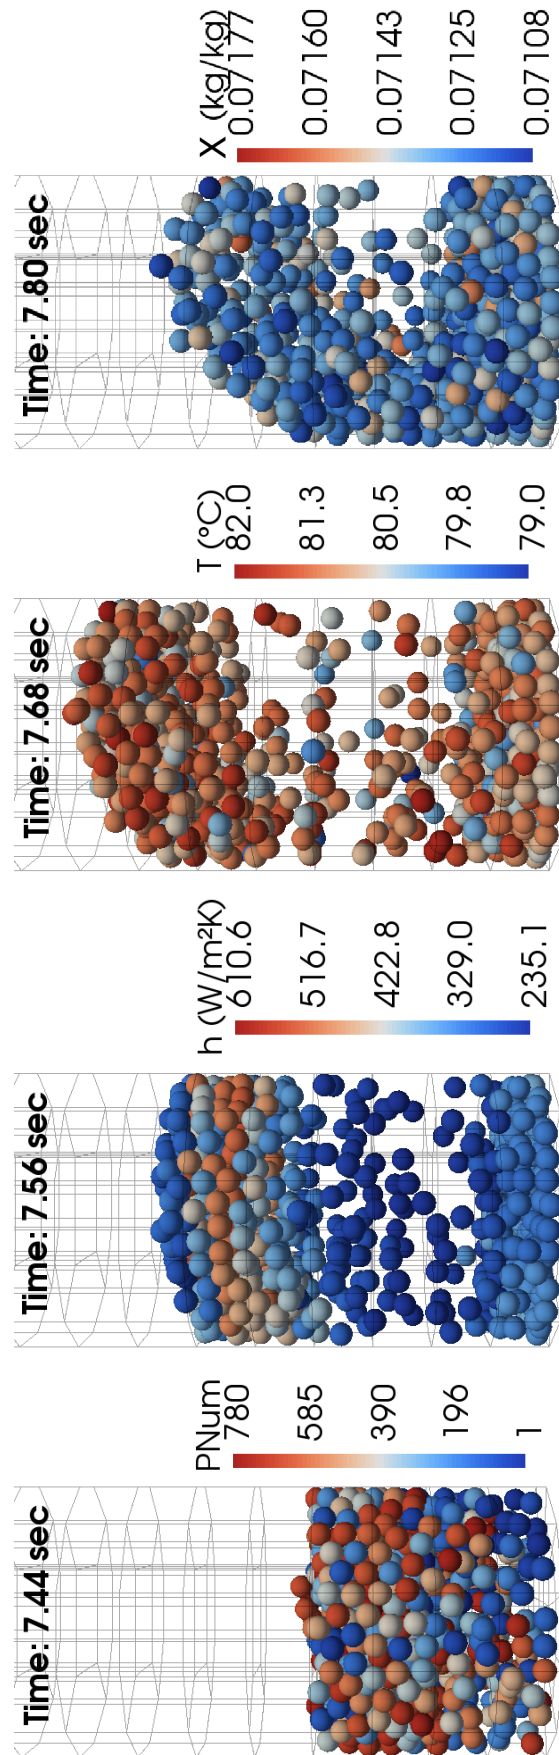 Time: 7.44 sec
PNum
780
585
390
196
1
Time: 7.56 sec
h (W/m²K)
610.6
516.7
422.8
329.0
235.1
Time: 7.68 sec
T (°C)
82.0
81.3
80.5
79.8
79.0
Time: 7.80 sec
X (kg/kg)
0.07177
0.07160
0.07143
0.07125
0.07108